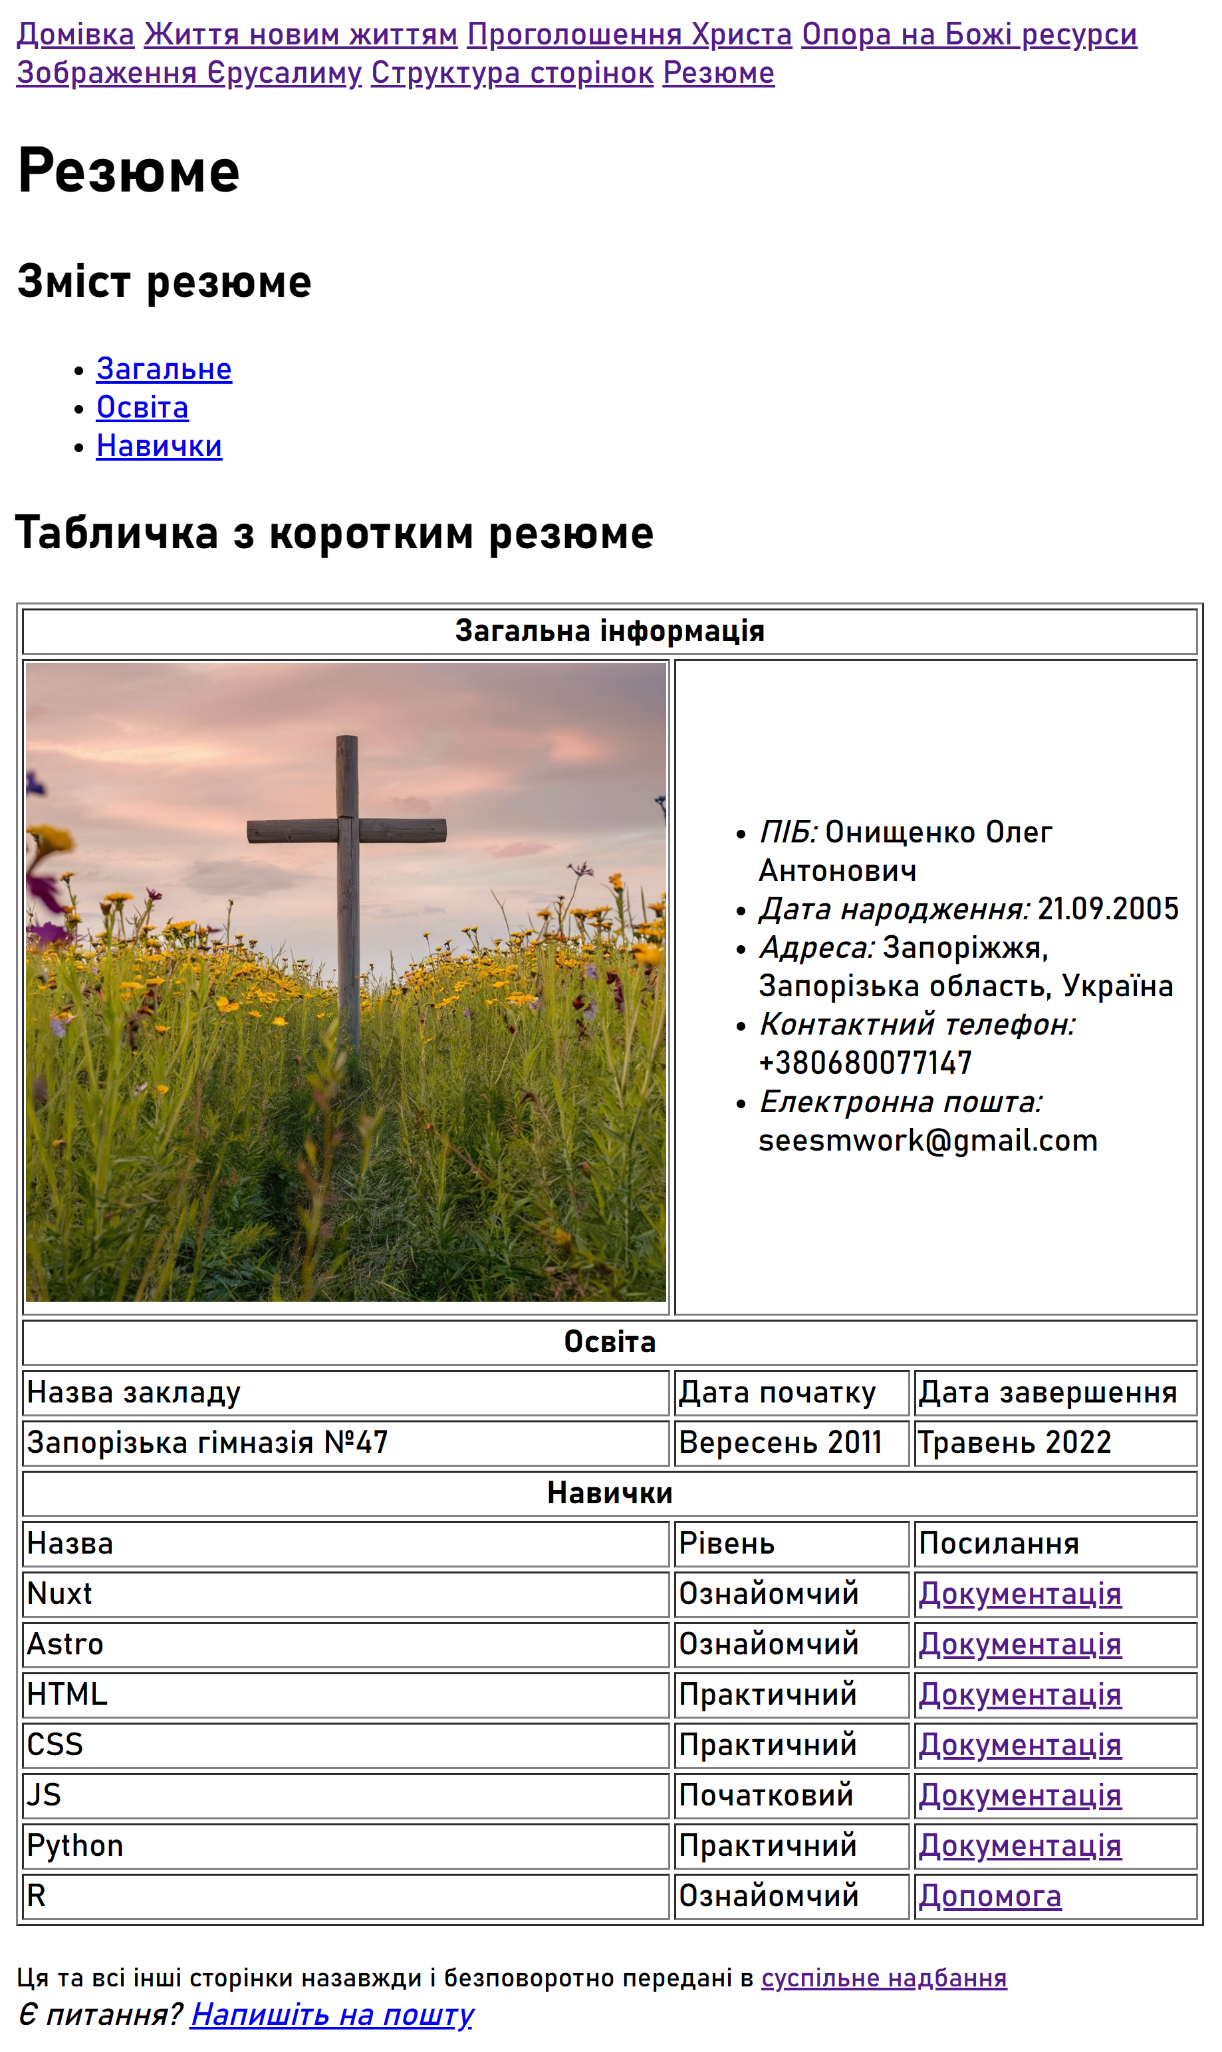 Домівка Життя новим життям Проголошення Христа Опора на Божі ресурси
Зображення Єрусалиму Структура сторінок Резюме
Резюме
Зміст резюме
• Загальне
• Освіта
• Навички
Табличка з коротким резюме
Загальна інформація
• ПІБ: Онищенко Олег
Антонович
• Дата народження: 21.09.2005
• Адреса: Запоріжжя,
Запорізька область, Україна
• Контактний телефон:
+380680077147
• Електронна пошта:
seesmwork@gmail.com
Освіта
Назва закладу Дата початку Дата завершення
Запорізька гімназія №47 Вересень 2011 Травень 2022
Навички
Назва Рівень Посилання
Nuxt Ознайомчий Документація
Astro Ознайомчий Документація
HTML Практичний Документація
CSS Практичний Документація
JS Початковий Документація
Python Практичний Документація
R Ознайомчий Допомога
Ця та всі інші сторінки назавжди і безповоротно передані в суспільне надбання
Є питання? Напишіть на пошту